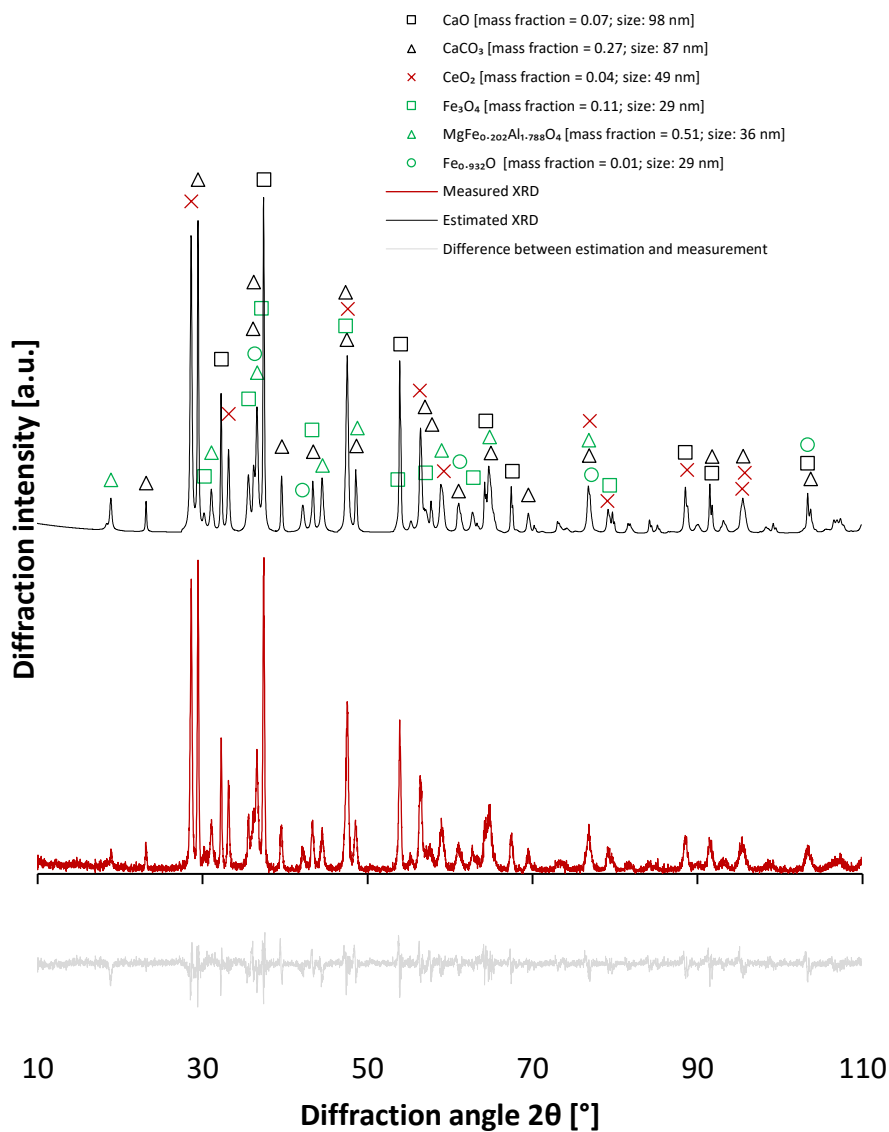 CaO [mass fraction = 0.07; size: 98 nm]
CaCO₃ [mass fraction = 0.27; size: 87 nm]
CeO₂ [mass fraction = 0.04; size: 49 nm]
Fe₃O₄ [mass fraction = 0.11; size: 29 nm]
MgFe₀.₂₀₂Al₁.₇₈₈O₄ [mass fraction = 0.51; size: 36 nm]
Fe₀.₉₃₂O [mass fraction = 0.01; size: 29 nm]
Measured XRD
Estimated XRD
Difference between estimation and measurement
Diffraction intensity [a.u.]
10 30 50 70 90 110
Diffraction angle 2θ [°]